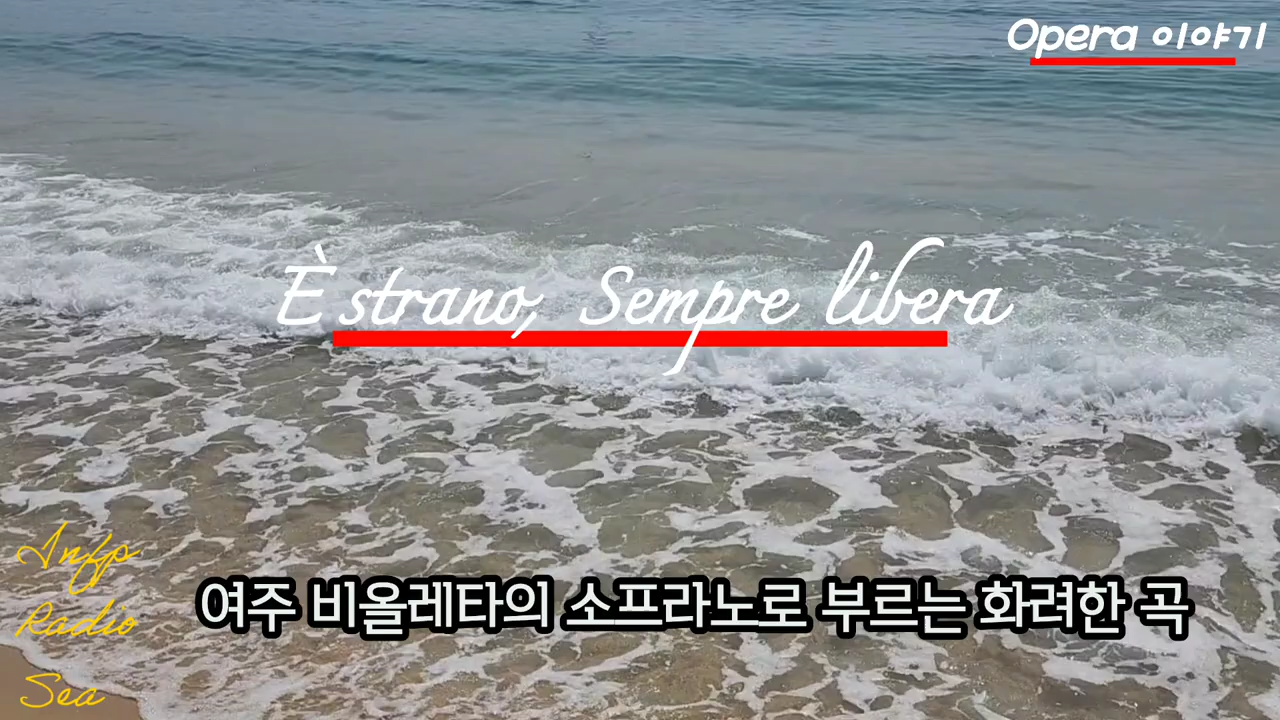 Opera 이야기
È strano, Sempre libera
Infp
Radio
Sea
여주 비올레타의 소프라노로 부르는 화려한 곡